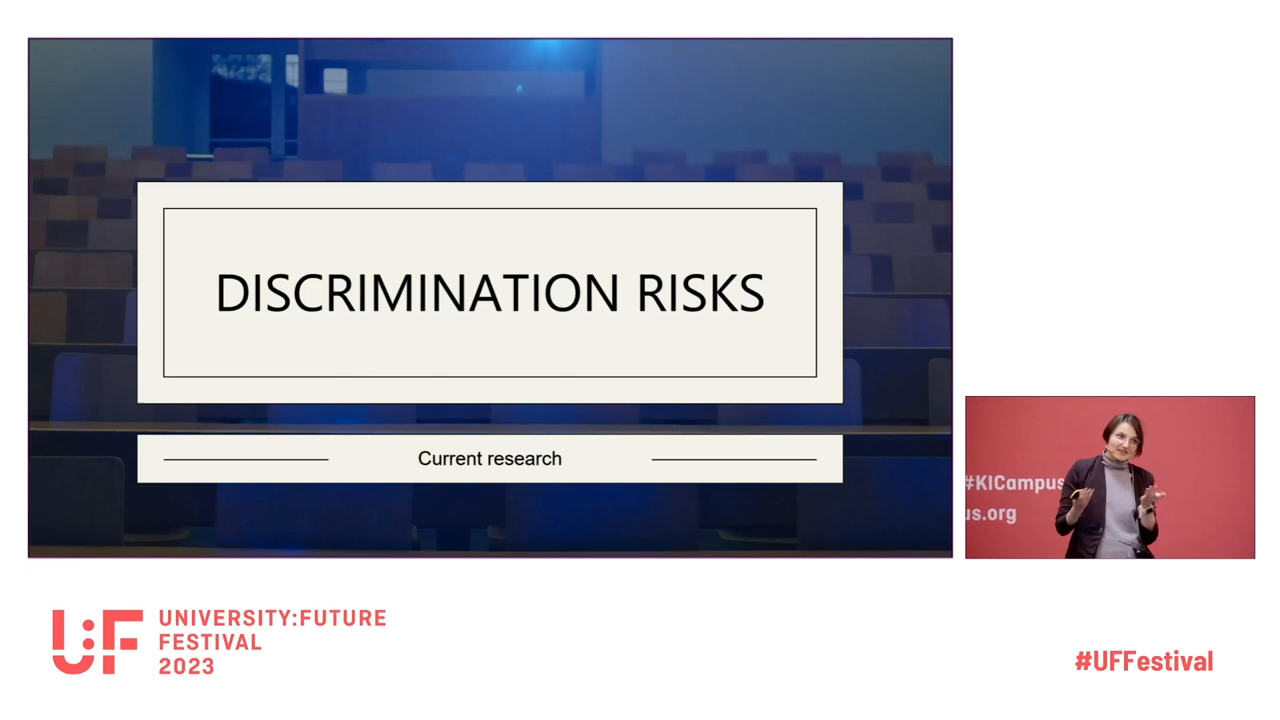 DISCRIMINATION RISKS
Current research
#KICampus
us.org
U:F
UNIVERSITY:FUTURE
FESTIVAL
2023
#UFFestival